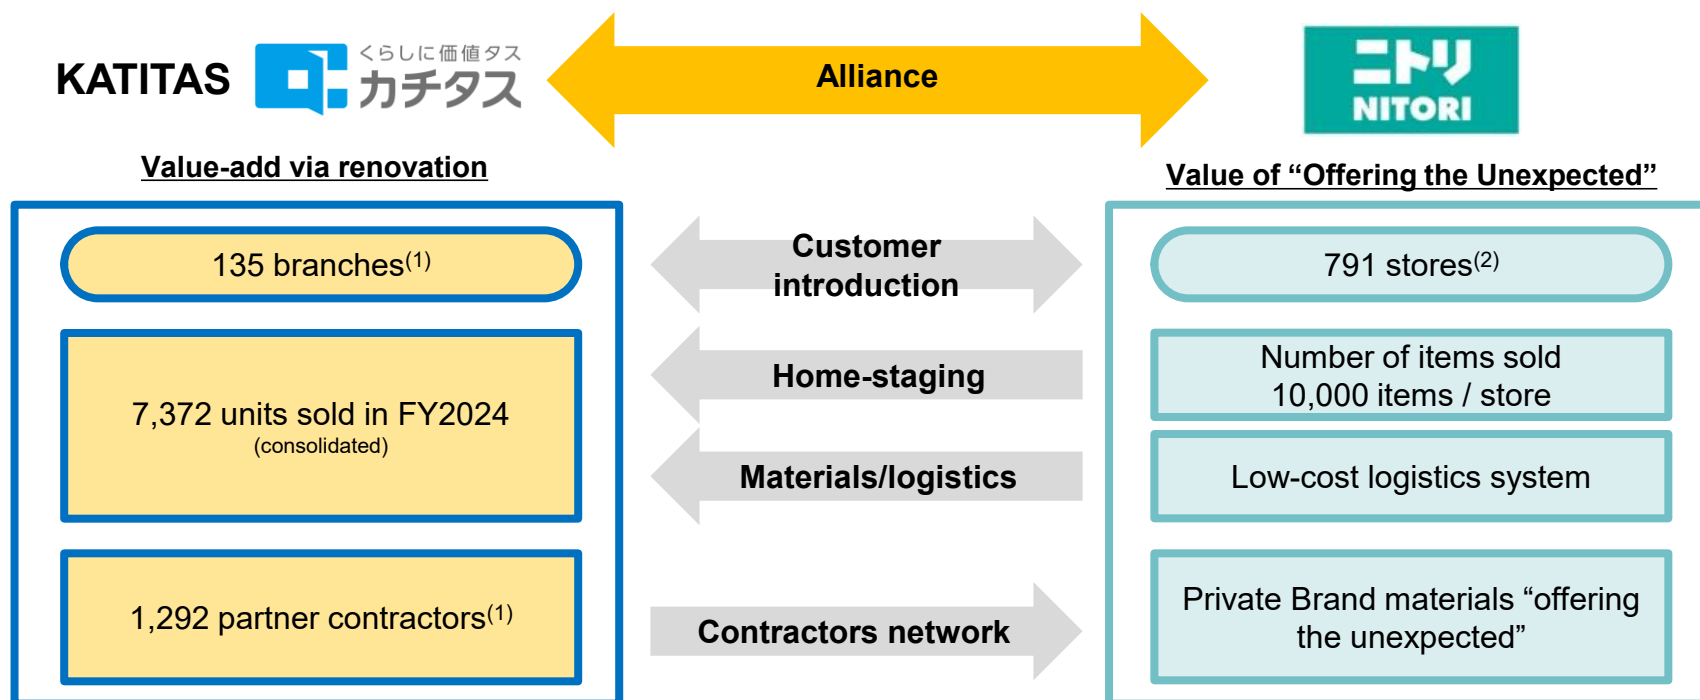 KATITAS
くらしに価値タス
カチタス
Alliance
ニトリ
NITORI
Value-add via renovation
Value of “Offering the Unexpected”
135 branches(1)
Customer
introduction
791 stores(2)
7,372 units sold in FY2024
(consolidated)
Home-staging
Number of items sold
10,000 items / store
Materials/logistics
Low-cost logistics system
1,292 partner contractors(1)
Contractors network
Private Brand materials “offering
the unexpected”